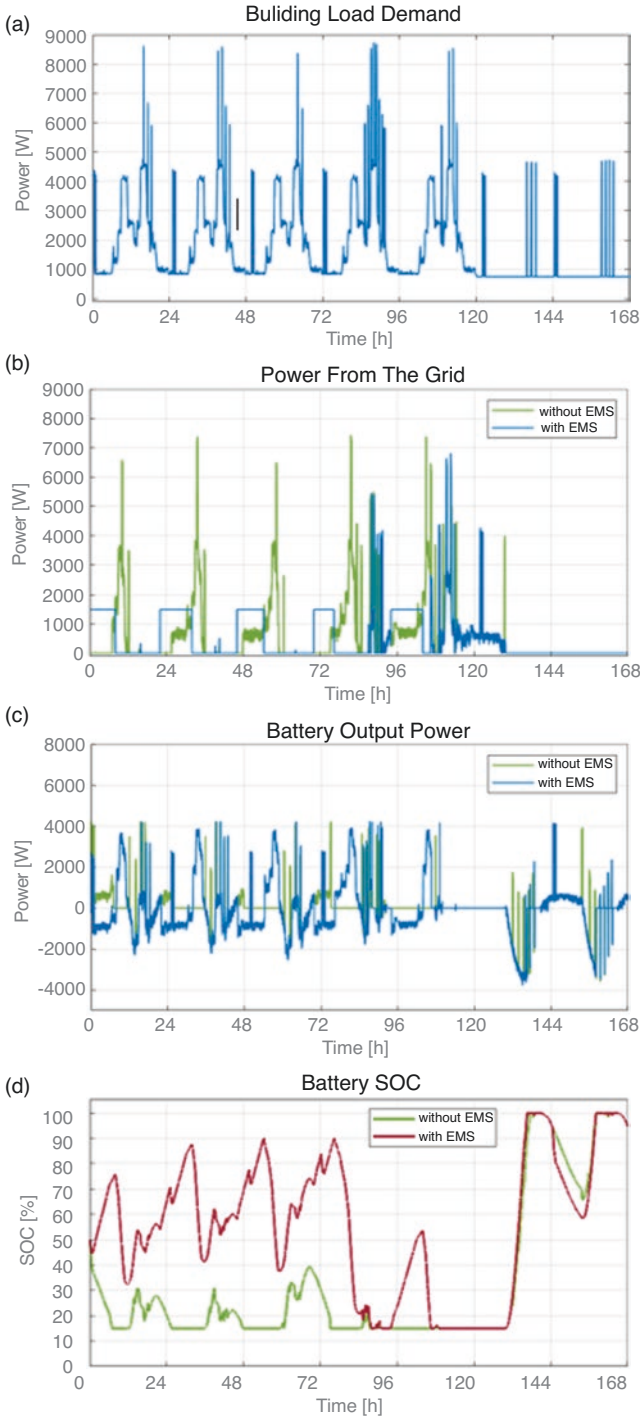 (a)
Buliding Load Demand
Power [W]
9000
8000
7000
6000
5000
4000
3000
2000
1000
0
0 24 48 72 96 120 144 168
Time [h]
(b)
Power From The Grid
Power [W]
9000
8000
7000
6000
5000
4000
3000
2000
1000
0
without EMS
with EMS
0 24 48 72 96 120 144 168
Time [h]
(c)
Battery Output Power
Power [W]
8000
6000
4000
2000
0
-2000
-4000
without EMS
with EMS
0 24 48 72 96 120 144 168
Time [h]
(d)
Battery SOC
SOC [%]
100
90
80
70
60
50
40
30
20
10
0
without EMS
with EMS
0 24 48 72 96 120 144 168
Time [h]